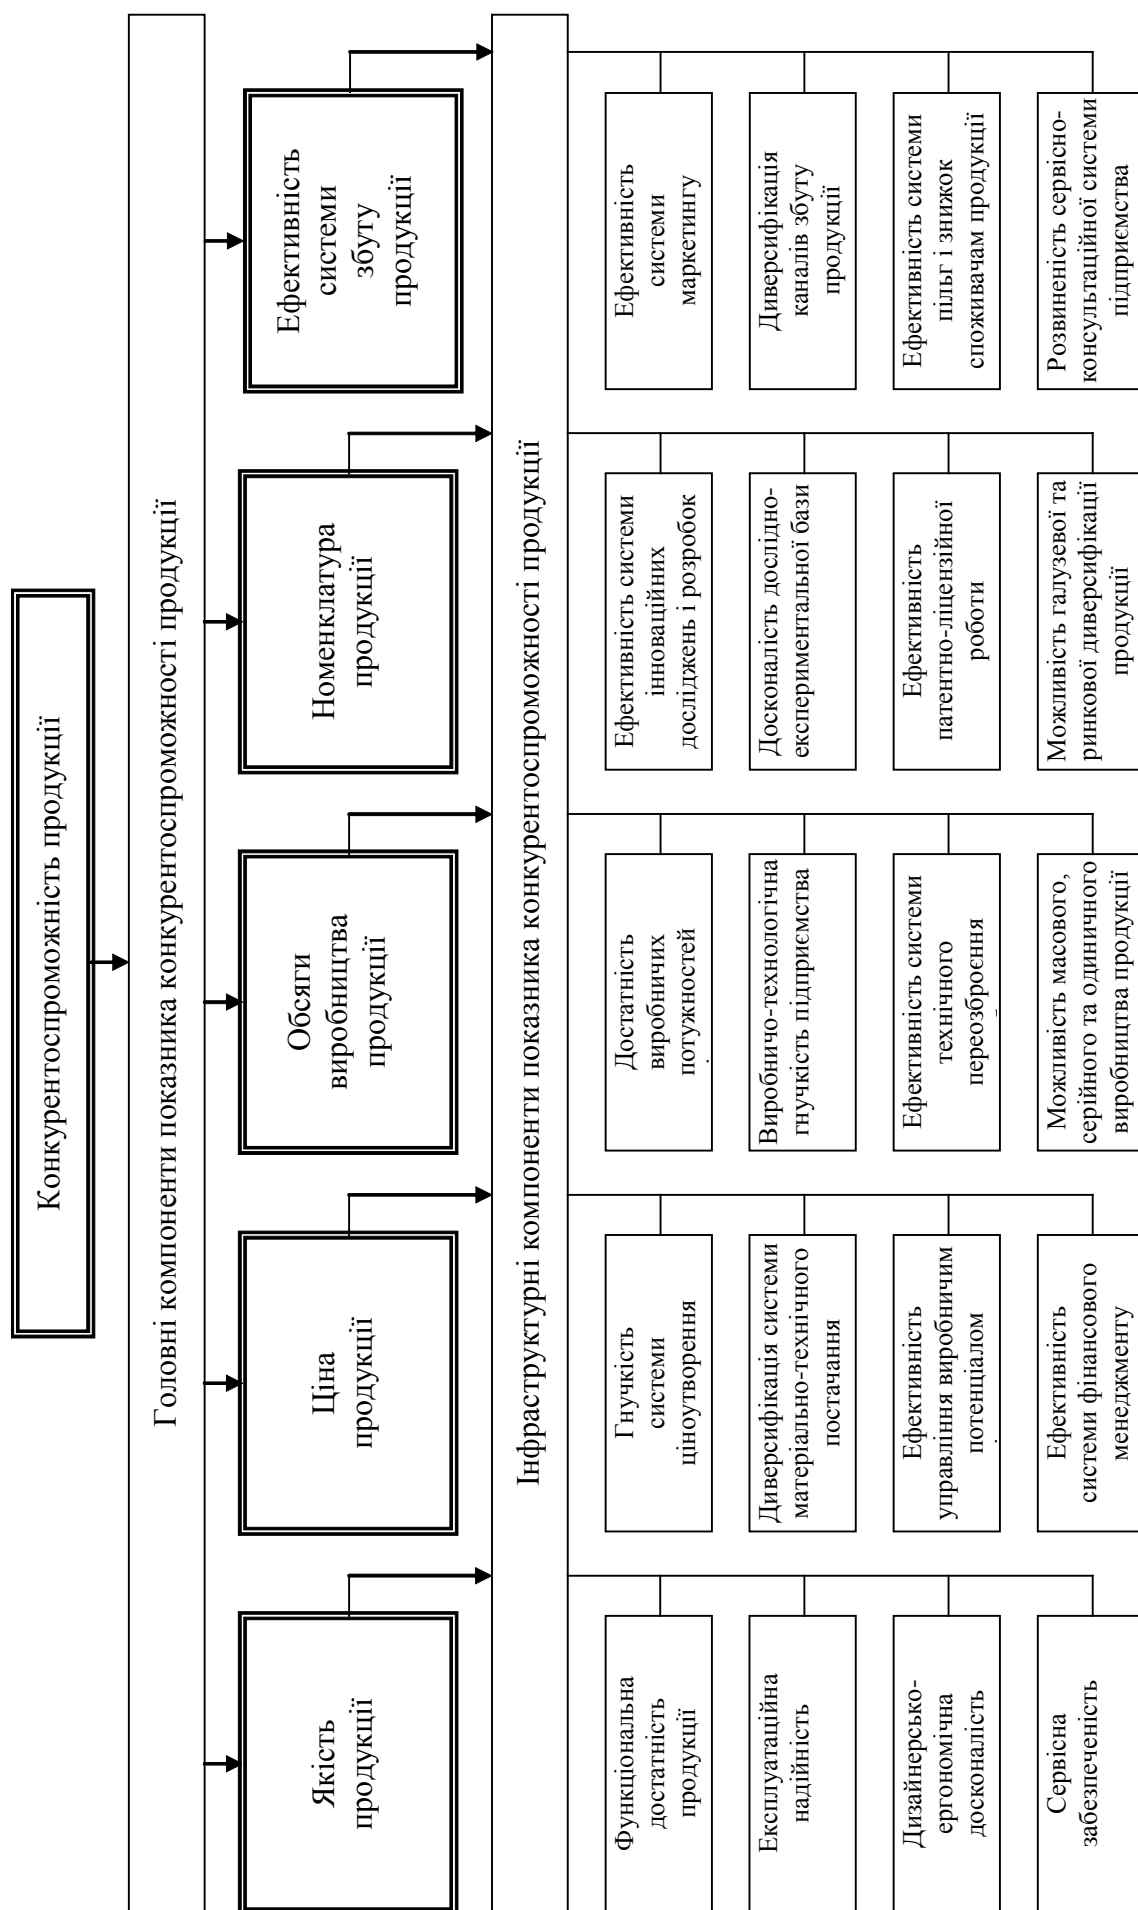 Конкурентоспроможність продукції
Головні компоненти показника конкурентоспроможності продукції
Якість
продукції
Ціна
продукції
Обсяги
виробництва
продукції
Номенклатура
продукції
Ефективність
системи
збуту
продукції
Інфраструктурні компоненти показника конкурентоспроможності продукції
Функціональна
достатність
продукції
Гнучкість
системи
ціноутворення
Достатність
виробничих
потужностей
Ефективність системи
інноваційних
досліджень і розробок
Ефективність
системи
маркетингу
Експлуатаційна
надійність
Диверсифікація системи
матеріально-технічного
постачання
Виробничо-технологічна
гнучкість підприємства
Досконалість дослідно-
експериментальної бази
Диверсифікація
каналів збуту
продукції
Дизайнерсько-
ергономічна
досконалість
Ефективність
управління виробничим
потенціалом
Ефективність системи
технічного
переозброєння
Ефективність
патентно-ліцензійної
роботи
Ефективність системи
пільг і знижок
споживачам продукції
Сервісна
забезпеченість
Ефективність
системи фінансового
менеджменту
Можливість масового,
серійного та одиничного
виробництва продукції
Можливість галузевої та
ринкової диверсифікації
продукції
Розвиненість сервісно-
консультаційної системи
підприємства